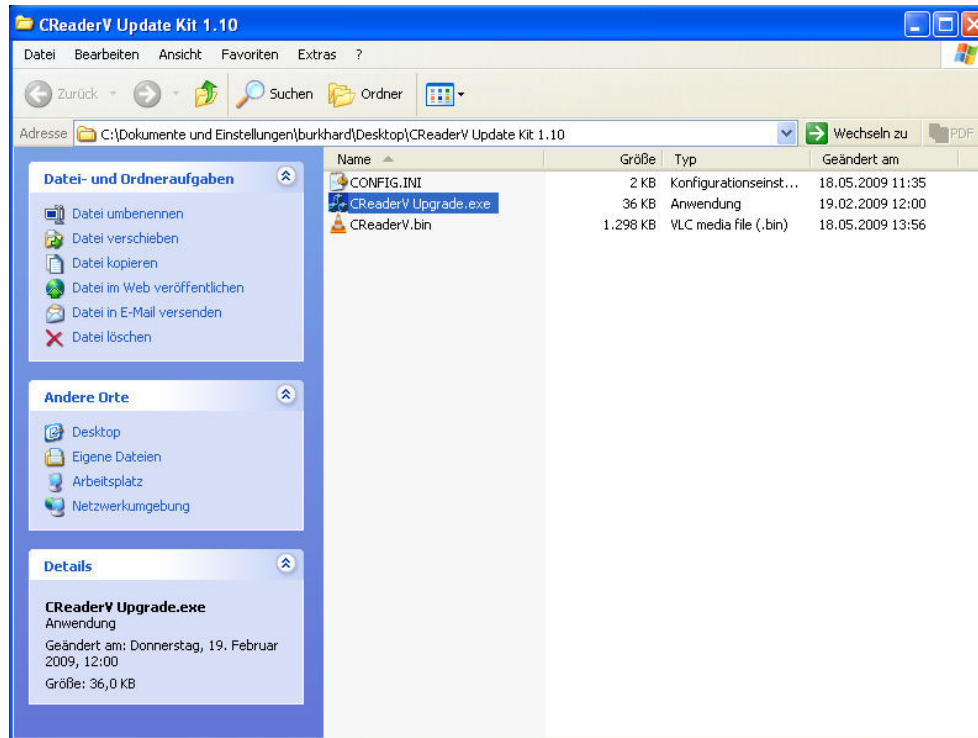 CReaderV Update Kit 1.10
Datei Bearbeiten Ansicht Favoriten Extras ?
Zurück Suchen Ordner
Adresse C:\Dokumente und Einstellungen\burkhard\Desktop\CReaderV Update Kit 1.10 Wechseln zu PDF
Datei- und Ordneraufgaben
Datei umbenennen
Datei verschieben
Datei kopieren
Datei im Web veröffentlichen
Datei in E-Mail versenden
Datei löschen
Andere Orte
Desktop
Eigene Dateien
Arbeitsplatz
Netzwerkumgebung
Details
CReaderV Upgrade.exe
Anwendung
Geändert am: Donnerstag, 19. Februar
2009, 12:00
Größe: 36,0 KB
Name Größe Typ Geändert am
CONFIG.INI 2 KB Konfigurationseinst... 18.05.2009 11:35
CReaderV Upgrade.exe 36 KB Anwendung 19.02.2009 12:00
CReaderV.bin 1.298 KB VLC media file (.bin) 18.05.2009 13:56